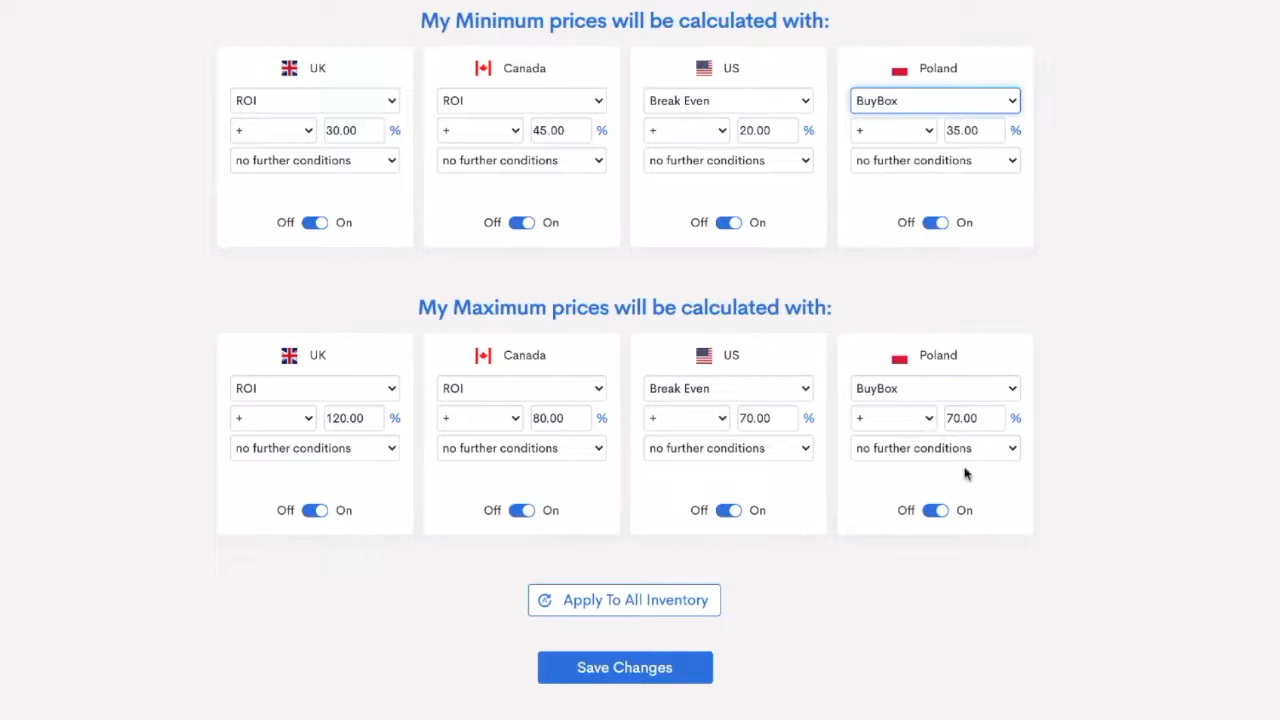 My Minimum prices will be calculated with:
UK Canada US Poland
ROI ROI Break Even BuyBox
+ 30.00 % + 45.00 % + 20.00 % + 35.00 %
no further conditions no further conditions no further conditions no further conditions
Off On Off On Off On Off On
My Maximum prices will be calculated with:
UK Canada US Poland
ROI ROI Break Even BuyBox
+ 120.00 % + 80.00 % + 70.00 % + 70.00 %
no further conditions no further conditions no further conditions no further conditions
Off On Off On Off On Off On
Apply To All Inventory
Save Changes